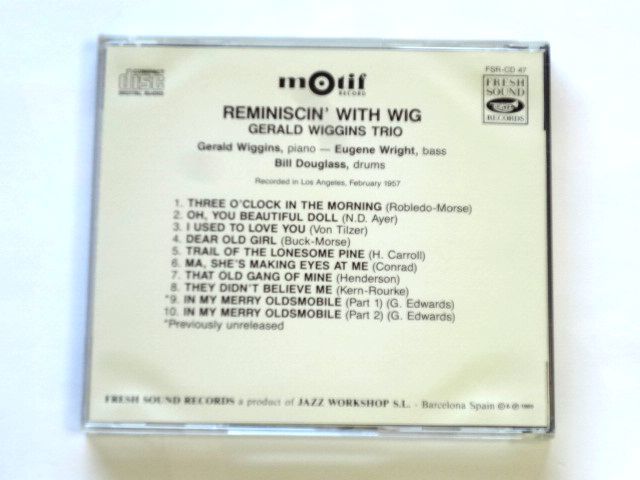 COMPACT
disc
DIGITAL AUDIO
motif
RECORD
FSR-CD 47
FRESH
SOUND
RECORDS
REMINISCIN' WITH WIG
GERALD WIGGINS TRIO
Gerald Wiggins, piano — Eugene Wright, bass
Bill Douglass, drums
Recorded in Los Angeles, February 1957
1. THREE O'CLOCK IN THE MORNING (Robledo-Morse)
2. OH, YOU BEAUTIFUL DOLL (N.D. Ayer)
3. I USED TO LOVE YOU (Von Tilzer)
4. DEAR OLD GIRL (Buck-Morse)
5. TRAIL OF THE LONESOME PINE (H. Carroll)
6. MA, SHE'S MAKING EYES AT ME (Conrad)
7. THAT OLD GANG OF MINE (Henderson)
8. THEY DIDN'T BELIEVE ME (Kern-Rourke)
*9. IN MY MERRY OLDSMOBILE (Part 1) (G. Edwards)
10. IN MY MERRY OLDSMOBILE (Part 2) (G. Edwards)
*Previously unreleased
FRESH SOUND RECORDS a product of JAZZ WORKSHOP S.L. - Barcelona Spain